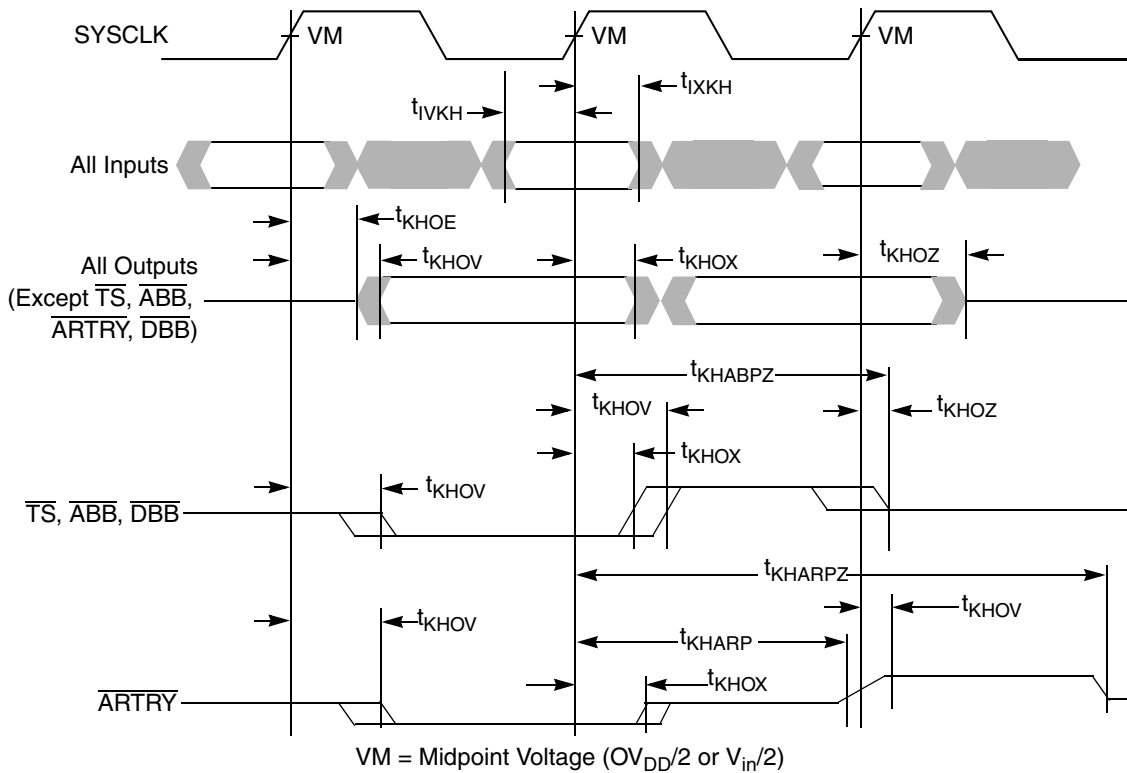 SYSCLK VM VM VM
tIXKH
tIVKH
All Inputs
tKHOE
All Outputs
(Except TS, ABB,
ARTRY, DBB)
tKHOV tKHOX tKHOZ
tKHABPZ
tKHOV tKHOZ
tKHOX
tKHOV
TS, ABB, DBB
tKHARPZ
tKHOV tKHOV
tKHARP
tKHOX
ARTRY
VM = Midpoint Voltage (OVDD/2 or Vin/2)